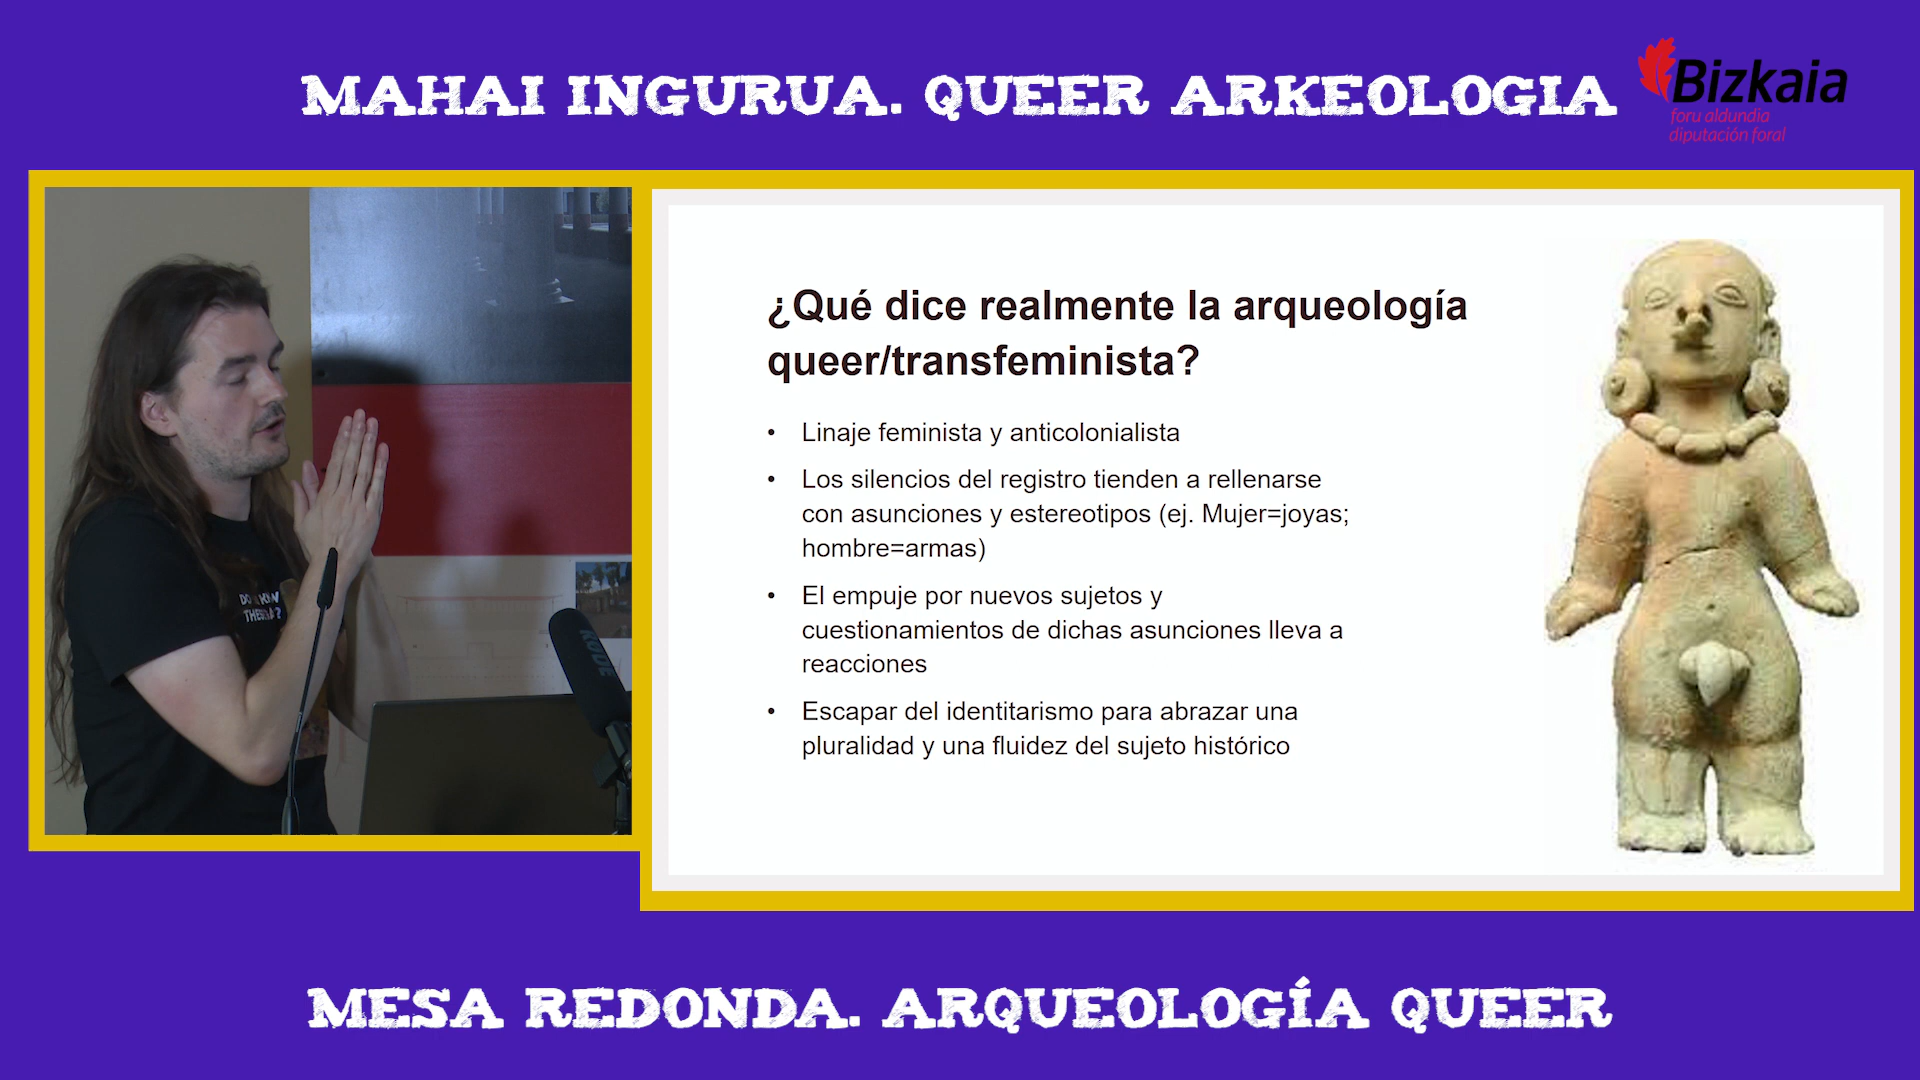 MAHAI INGURUA. QUEER ARKEOLOGIA
Bizkaia
foru aldundia
diputación foral
¿Qué dice realmente la arqueología
queer/transfeminista?
• Linaje feminista y anticolonialista
• Los silencios del registro tienden a rellenarse
con asunciones y estereotipos (ej. Mujer=joyas;
hombre=armas)
• El empuje por nuevos sujetos y
cuestionamientos de dichas asunciones lleva a
reacciones
• Escapar del identitarismo para abrazar una
pluralidad y una fluidez del sujeto histórico
RODE
MESA REDONDA. ARQUEOLOGÍA QUEER